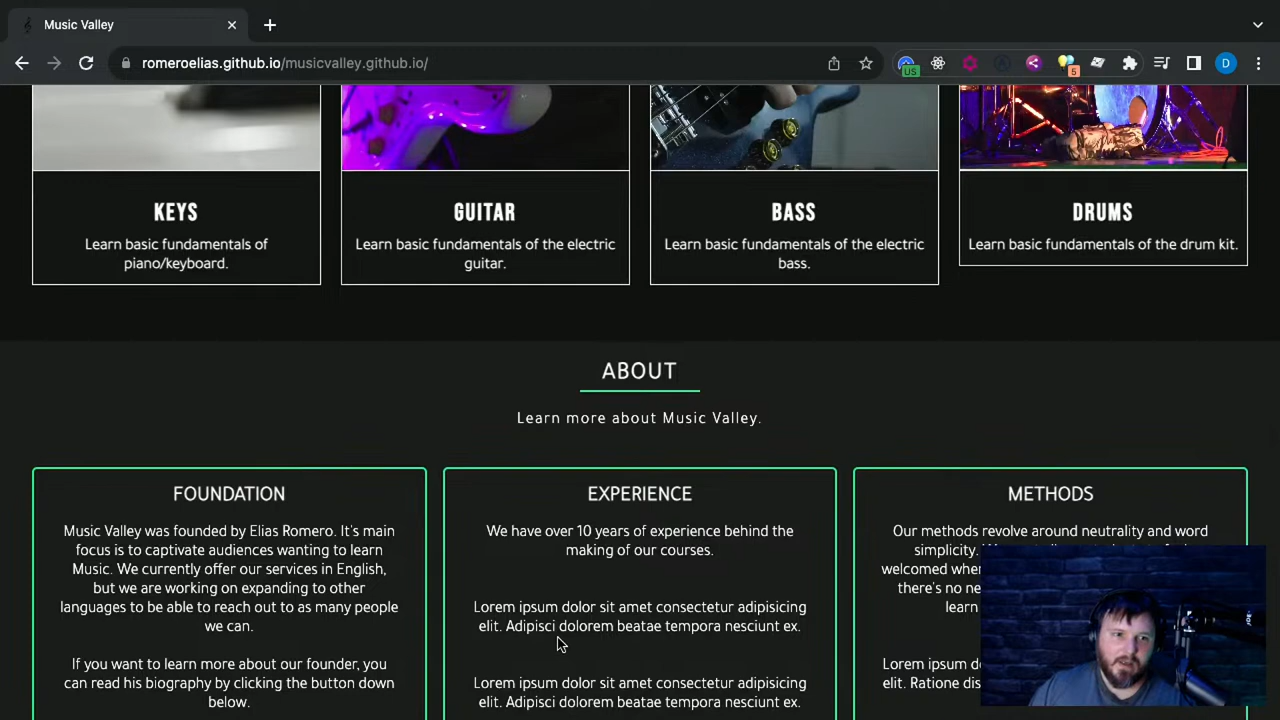 Music Valley
romeroelias.github.io/musicvalley.github.io/
US
5
D
KEYS
Learn basic fundamentals of
piano/keyboard.
GUITAR
Learn basic fundamentals of the electric
guitar.
BASS
Learn basic fundamentals of the electric
bass.
DRUMS
Learn basic fundamentals of the drum kit.
ABOUT
Learn more about Music Valley.
FOUNDATION
Music Valley was founded by Elias Romero. It's main
focus is to captivate audiences wanting to learn
Music. We currently offer our services in English,
but we are working on expanding to other
languages to be able to reach out to as many people
we can.
If you want to learn more about our founder, you
can read his biography by clicking the button down
below.
EXPERIENCE
We have over 10 years of experience behind the
making of our courses.
Lorem ipsum dolor sit amet consectetur adipisicing
elit. Adipisci dolorem beatae tempora nesciunt ex.
Lorem ipsum dolor sit amet consectetur adipisicing
elit. Adipisci dolorem beatae tempora nesciunt ex.
METHODS
Our methods revolve around neutrality and word
simplicity.
welcomed
there's no
learn
Lorem ipsum
elit. Ratione